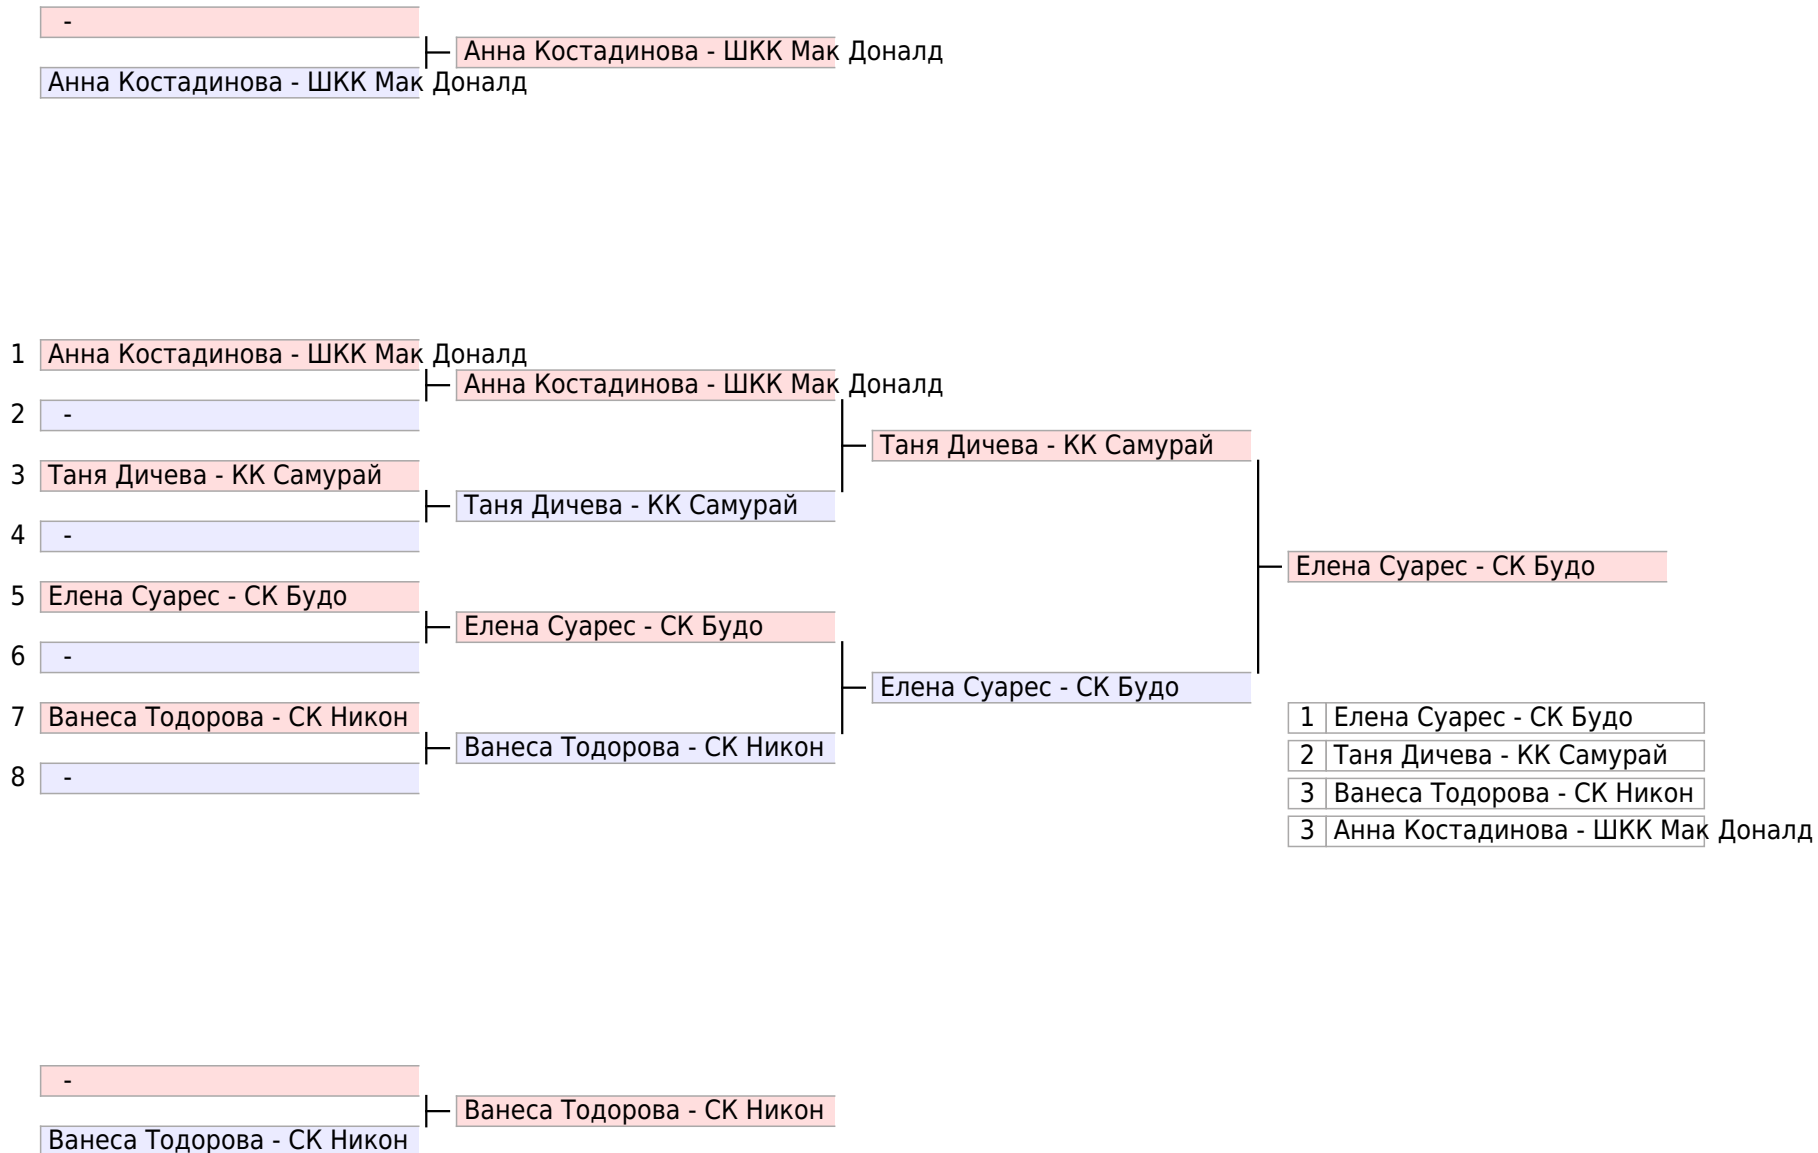 -
Анна Костадинова - ШКК Мак Доналд
Анна Костадинова - ШКК Мак Доналд
1 Анна Костадинова - ШКК Мак Доналд
Анна Костадинова - ШКК Мак Доналд
2 -
Таня Дичева - КК Самурай
3 Таня Дичева - КК Самурай
Таня Дичева - КК Самурай
4 -
Елена Суарес - СК Будо
5 Елена Суарес - СК Будо
Елена Суарес - СК Будо
6 -
Елена Суарес - СК Будо
7 Ванеса Тодорова - СК Никон
Ванеса Тодорова - СК Никон
8 -
1 Елена Суарес - СК Будо
2 Таня Дичева - КК Самурай
3 Ванеса Тодорова - СК Никон
3 Анна Костадинова - ШКК Мак Доналд
-
Ванеса Тодорова - СК Никон
Ванеса Тодорова - СК Никон